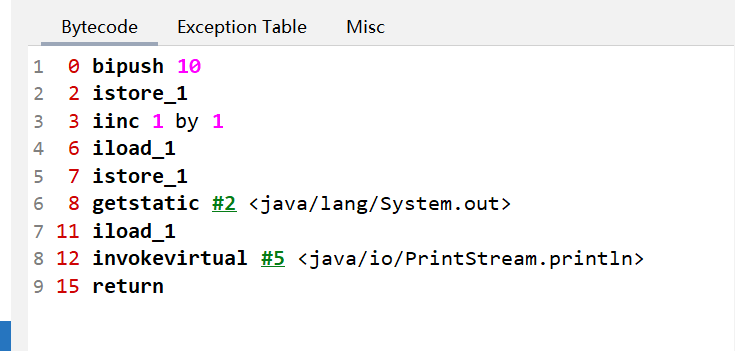 Bytecode Exception Table Misc
1 0 bipush 10
2 2 istore_1
3 3 iinc 1 by 1
4 6 iload_1
5 7 istore_1
6 8 getstatic #2 <java/lang/System.out>
7 11 iload_1
8 12 invokevirtual #5 <java/io/PrintStream.println>
9 15 return